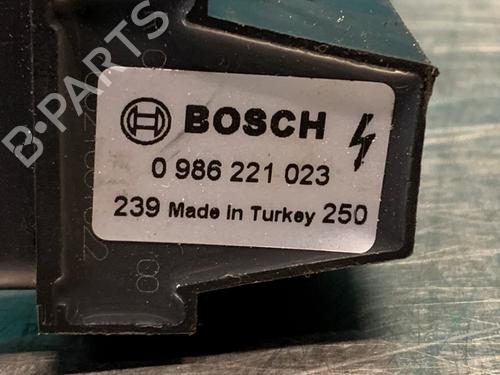 B-PARTS
BOSCH
0 986 221 023
239 Made in Turkey 250